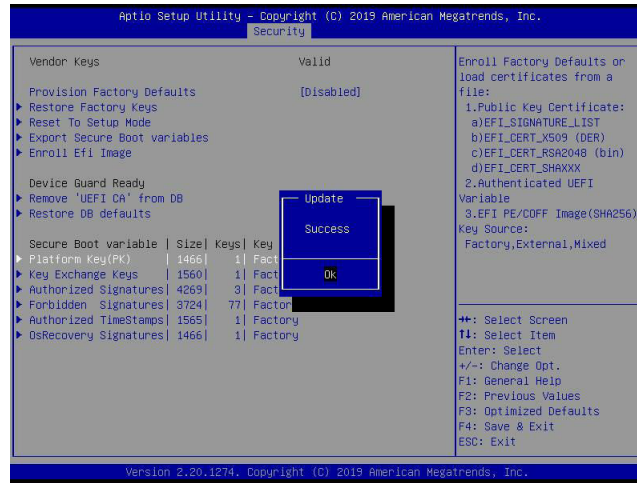 Aptio Setup Utility – Copyright (C) 2019 American Megatrends, Inc.
Security
Vendor Keys Valid
Provision Factory Defaults [Disabled]
Restore Factory Keys
Reset To Setup Mode
Export Secure Boot variables
Enroll Efi Image
Device Guard Ready
Remove 'UEFI CA' from DB
Restore DB defaults
Secure Boot variable | Size| Keys| Key
Platform Key(PK) | 1466| 1| Fact
Key Exchange Keys | 1560| 1| Fact
Authorized Signatures| 4269| 3| Fact
Forbidden Signatures| 3724| 77| Factor
Authorized TimeStamps| 1565| 1| Factory
OsRecovery Signatures| 1466| 1| Factory
Update
Success
Ok
Enroll Factory Defaults or
load certificates from a
file:
1.Public Key Certificate:
a)EFI_SIGNATURE_LIST
b)EFI_CERT_X509 (DER)
c)EFI_CERT_RSA2048 (bin)
d)EFI_CERT_SHAXXX
2.Authenticated UEFI
Variable
3.EFI PE/COFF Image(SHA256)
Key Source:
Factory,External,Mixed
→←: Select Screen
↑↓: Select Item
Enter: Select
+/-: Change Opt.
F1: General Help
F2: Previous Values
F3: Optimized Defaults
F4: Save & Exit
ESC: Exit
Version 2.20.1274. Copyright (C) 2019 American Megatrends, Inc.